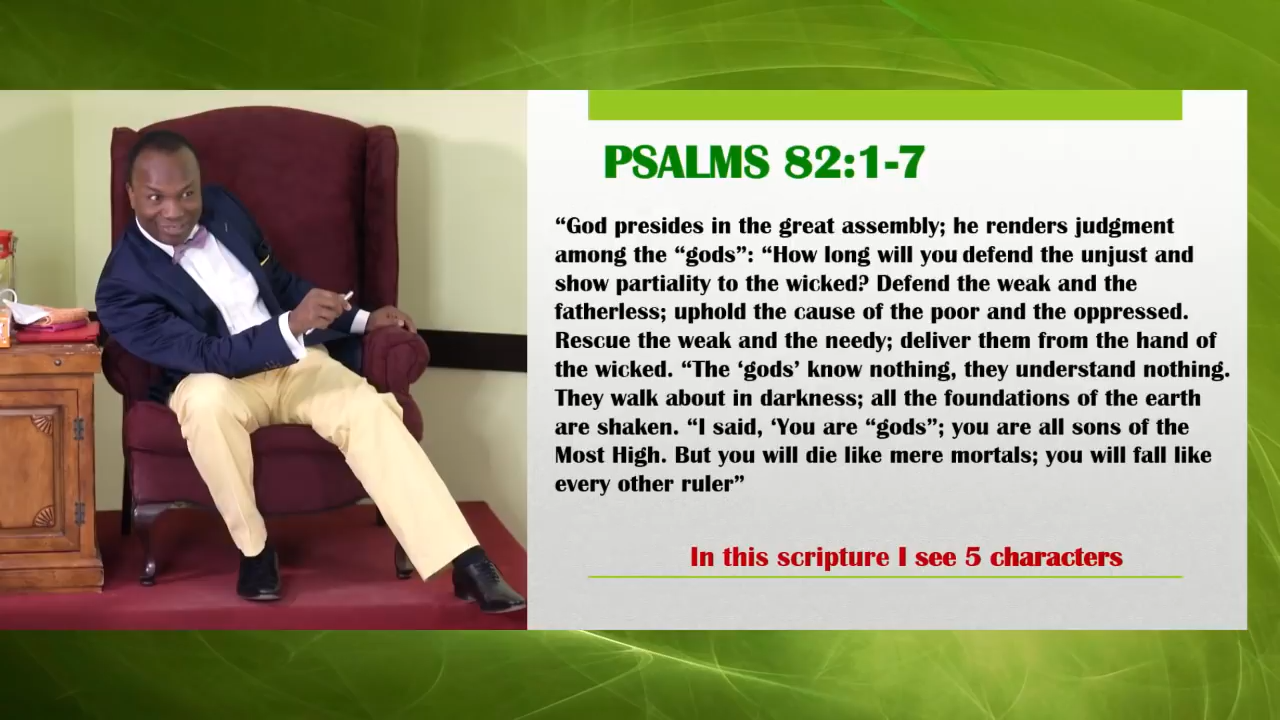 PSALMS 82:1-7
“God presides in the great assembly; he renders judgment
among the “gods”: “How long will you defend the unjust and
show partiality to the wicked? Defend the weak and the
fatherless; uphold the cause of the poor and the oppressed.
Rescue the weak and the needy; deliver them from the hand of
the wicked. “The ‘gods’ know nothing, they understand nothing.
They walk about in darkness; all the foundations of the earth
are shaken. “I said, ‘You are “gods”; you are all sons of the
Most High. But you will die like mere mortals; you will fall like
every other ruler”
In this scripture I see 5 characters